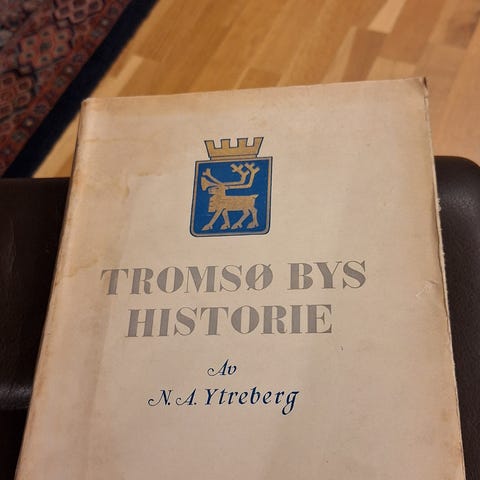 TROMSØ BYS
HISTORIE
Av
N. A. Ytreberg